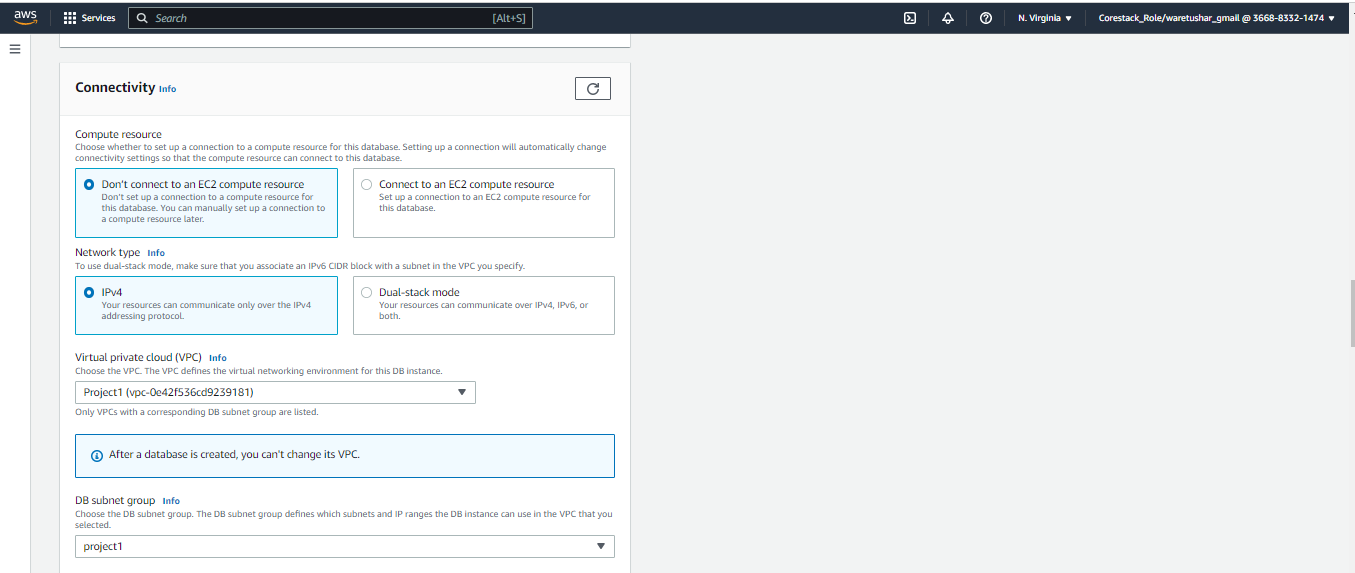 aws Services Search [Alt+S] N. Virginia Corestack_Role/waretushar_gmail @ 3668-8332-1474
Connectivity Info
Compute resource
Choose whether to set up a connection to a compute resource for this database. Setting up a connection will automatically change
connectivity settings so that the compute resource can connect to this database.
Don't connect to an EC2 compute resource
Don't set up a connection to a compute resource for
this database. You can manually set up a connection to
a compute resource later.
Connect to an EC2 compute resource
Set up a connection to an EC2 compute resource for
this database.
Network type Info
To use dual-stack mode, make sure that you associate an IPv6 CIDR block with a subnet in the VPC you specify.
IPv4
Your resources can communicate only over the IPv4
addressing protocol.
Dual-stack mode
Your resources can communicate over IPv4, IPv6, or
both.
Virtual private cloud (VPC) Info
Choose the VPC. The VPC defines the virtual networking environment for this DB instance.
Project1 (vpc-0e42f536cd9239181)
Only VPCs with a corresponding DB subnet group are listed.
After a database is created, you can't change its VPC.
DB subnet group Info
Choose the DB subnet group. The DB subnet group defines which subnets and IP ranges the DB instance can use in the VPC that you
selected.
project1